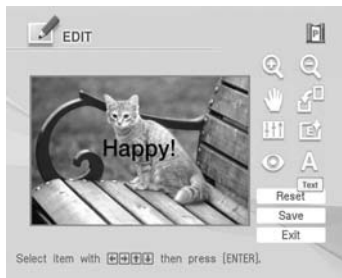 EDIT
P
Happy!
A
Text
Reset
Save
Exit
Select item with ←→↑↓ then press [ENTER].